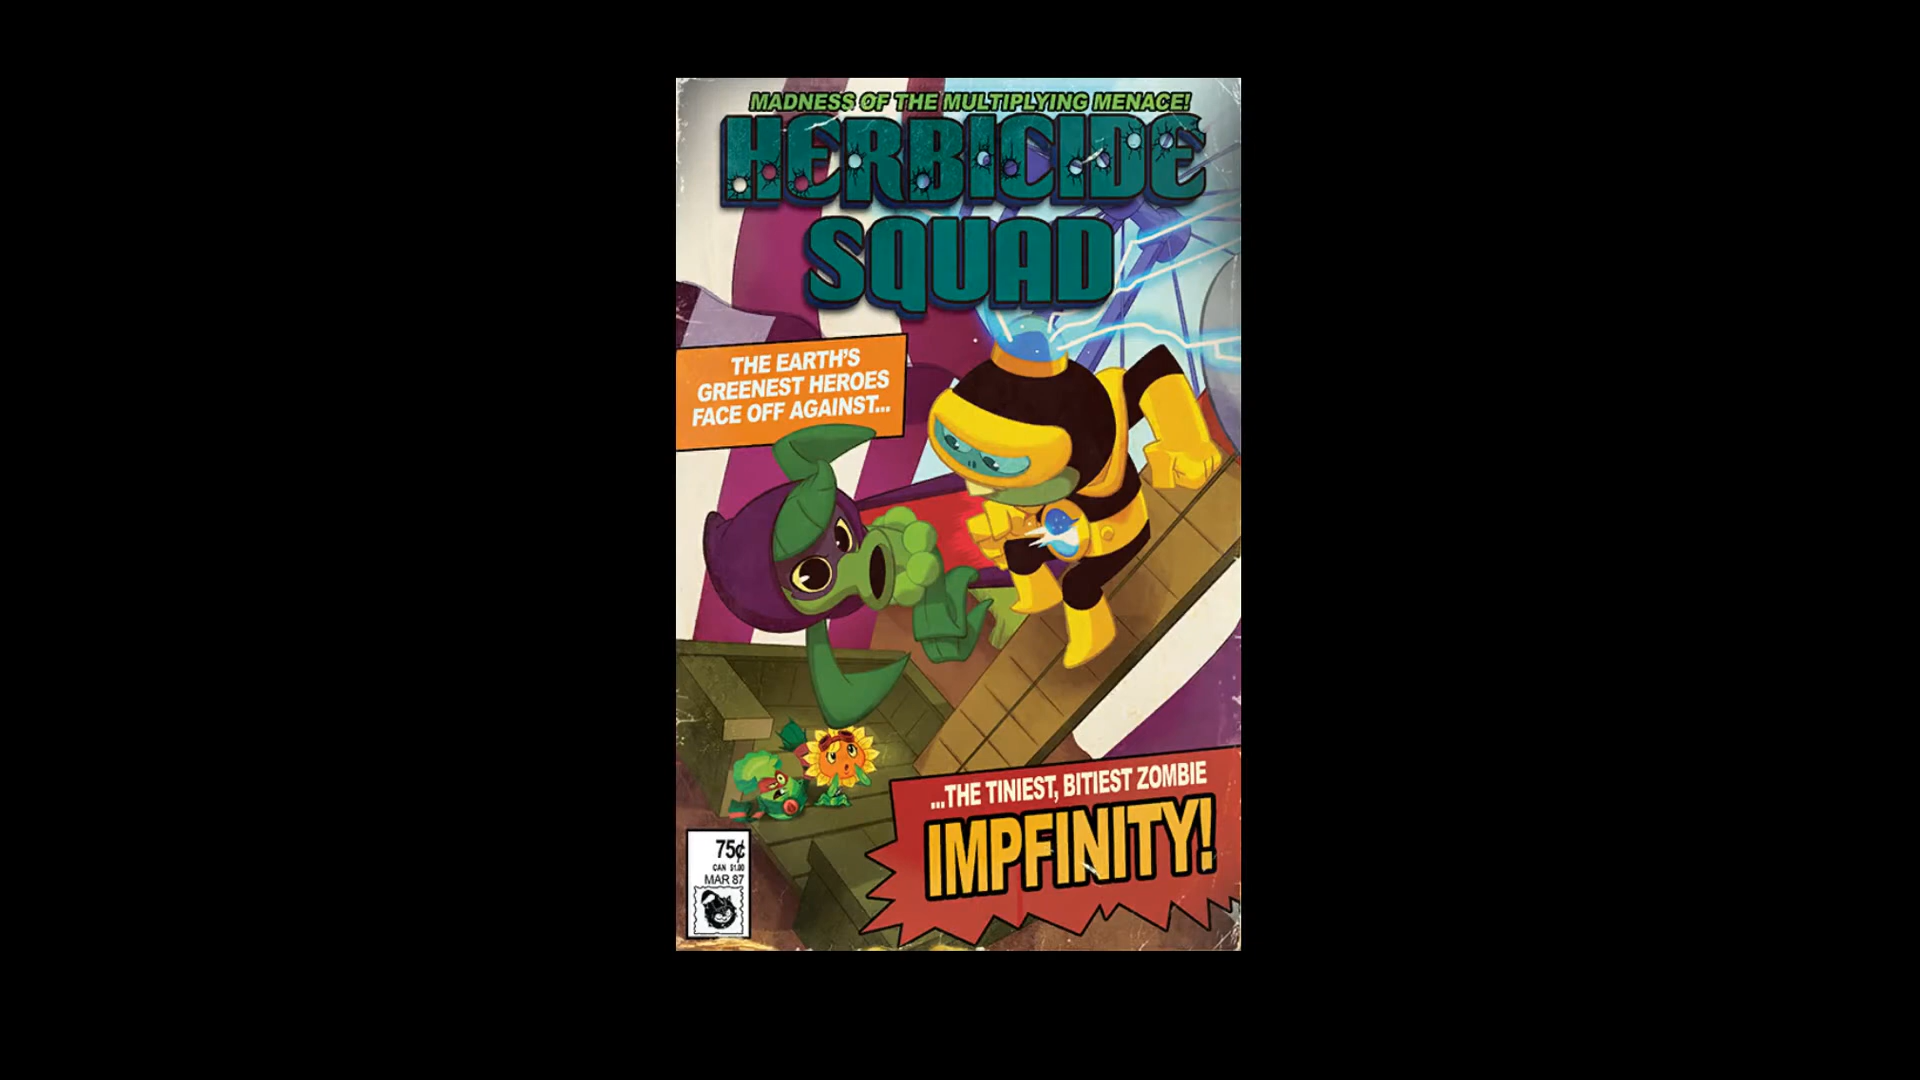 MADNESS OF THE MULTIPLYING MENACE!
HERBICIDE
SQUAD
THE EARTH'S
GREENEST HEROES
FACE OFF AGAINST...
...THE TINIEST, BITIEST ZOMBIE
IMPFINITY!
75¢
CAN $1.00
MAR 87